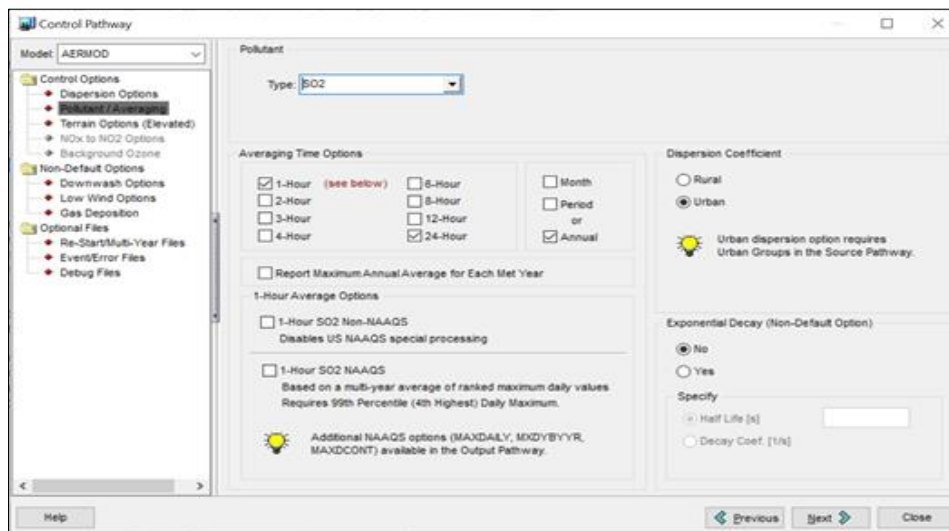 Control Pathway
Model: AERMOD
Control Options
Dispersion Options
Pollutant / Averaging
Terrain Options (Elevated)
NOx to NO2 Options
Background Ozone
Non-Default Options
Downwash Options
Low Wind Options
Gas Deposition
Optional Files
Re-Start/Multi-Year Files
Event/Error Files
Debug Files
Pollutant
Type: SO2
Averaging Time Options
1-Hour (see below)
2-Hour
3-Hour
4-Hour
6-Hour
8-Hour
12-Hour
24-Hour
Month
Period
or
Annual
Report Maximum Annual Average for Each Met Year
1-Hour Average Options
1-Hour SO2 Non-NAAQS
Disables US NAAQS special processing
1-Hour SO2 NAAQS
Based on a multi-year average of ranked maximum daily values
Requires 99th Percentile (4th Highest) Daily Maximum.
Additional NAAQS options (MAXDAILY, MXDYBYYR,
MAXDCONT) available in the Output Pathway.
Dispersion Coefficient
Rural
Urban
Urban dispersion option requires
Urban Groups in the Source Pathway.
Exponential Decay (Non-Default Option)
No
Yes
Specify
Half Life [s]
Decay Coef. [1/s]
Help
Previous
Next
Close